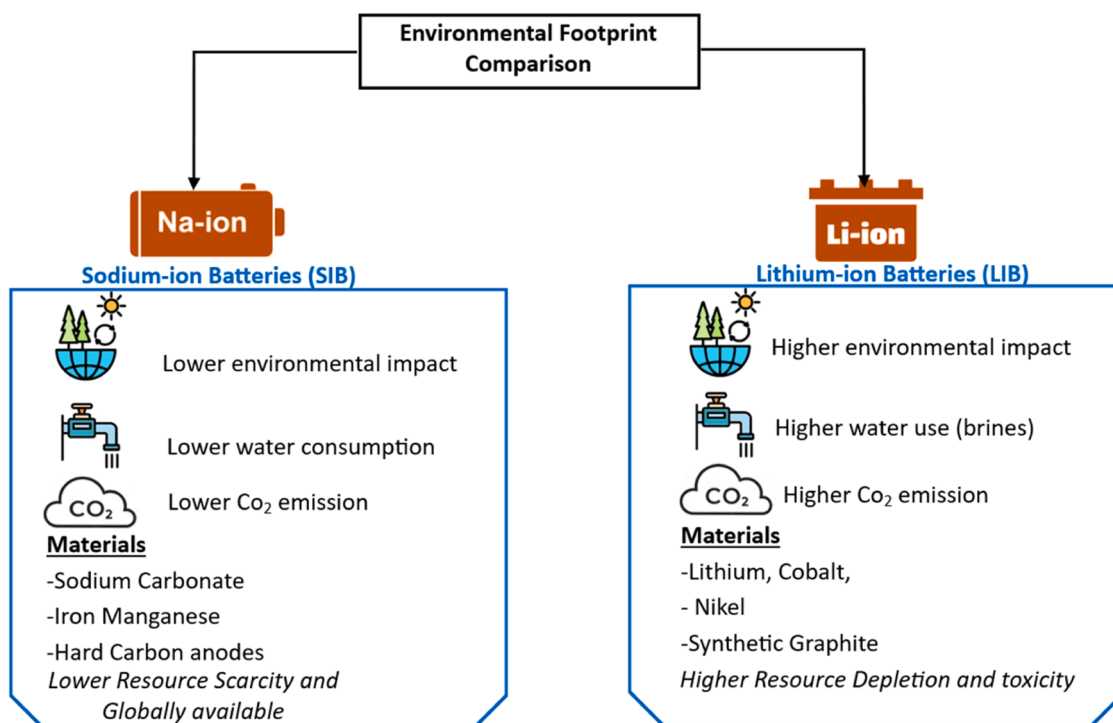 Environmental Footprint
Comparison
Na-ion
Sodium-ion Batteries (SIB)
Lower environmental impact
Lower water consumption
CO₂
Lower Co₂ emission
Materials
-Sodium Carbonate
-Iron Manganese
-Hard Carbon anodes
Lower Resource Scarcity and
Globally available
Li-ion
Lithium-ion Batteries (LIB)
Higher environmental impact
Higher water use (brines)
CO₂
Higher Co₂ emission
Materials
-Lithium, Cobalt,
- Nikel
-Synthetic Graphite
Higher Resource Depletion and toxicity